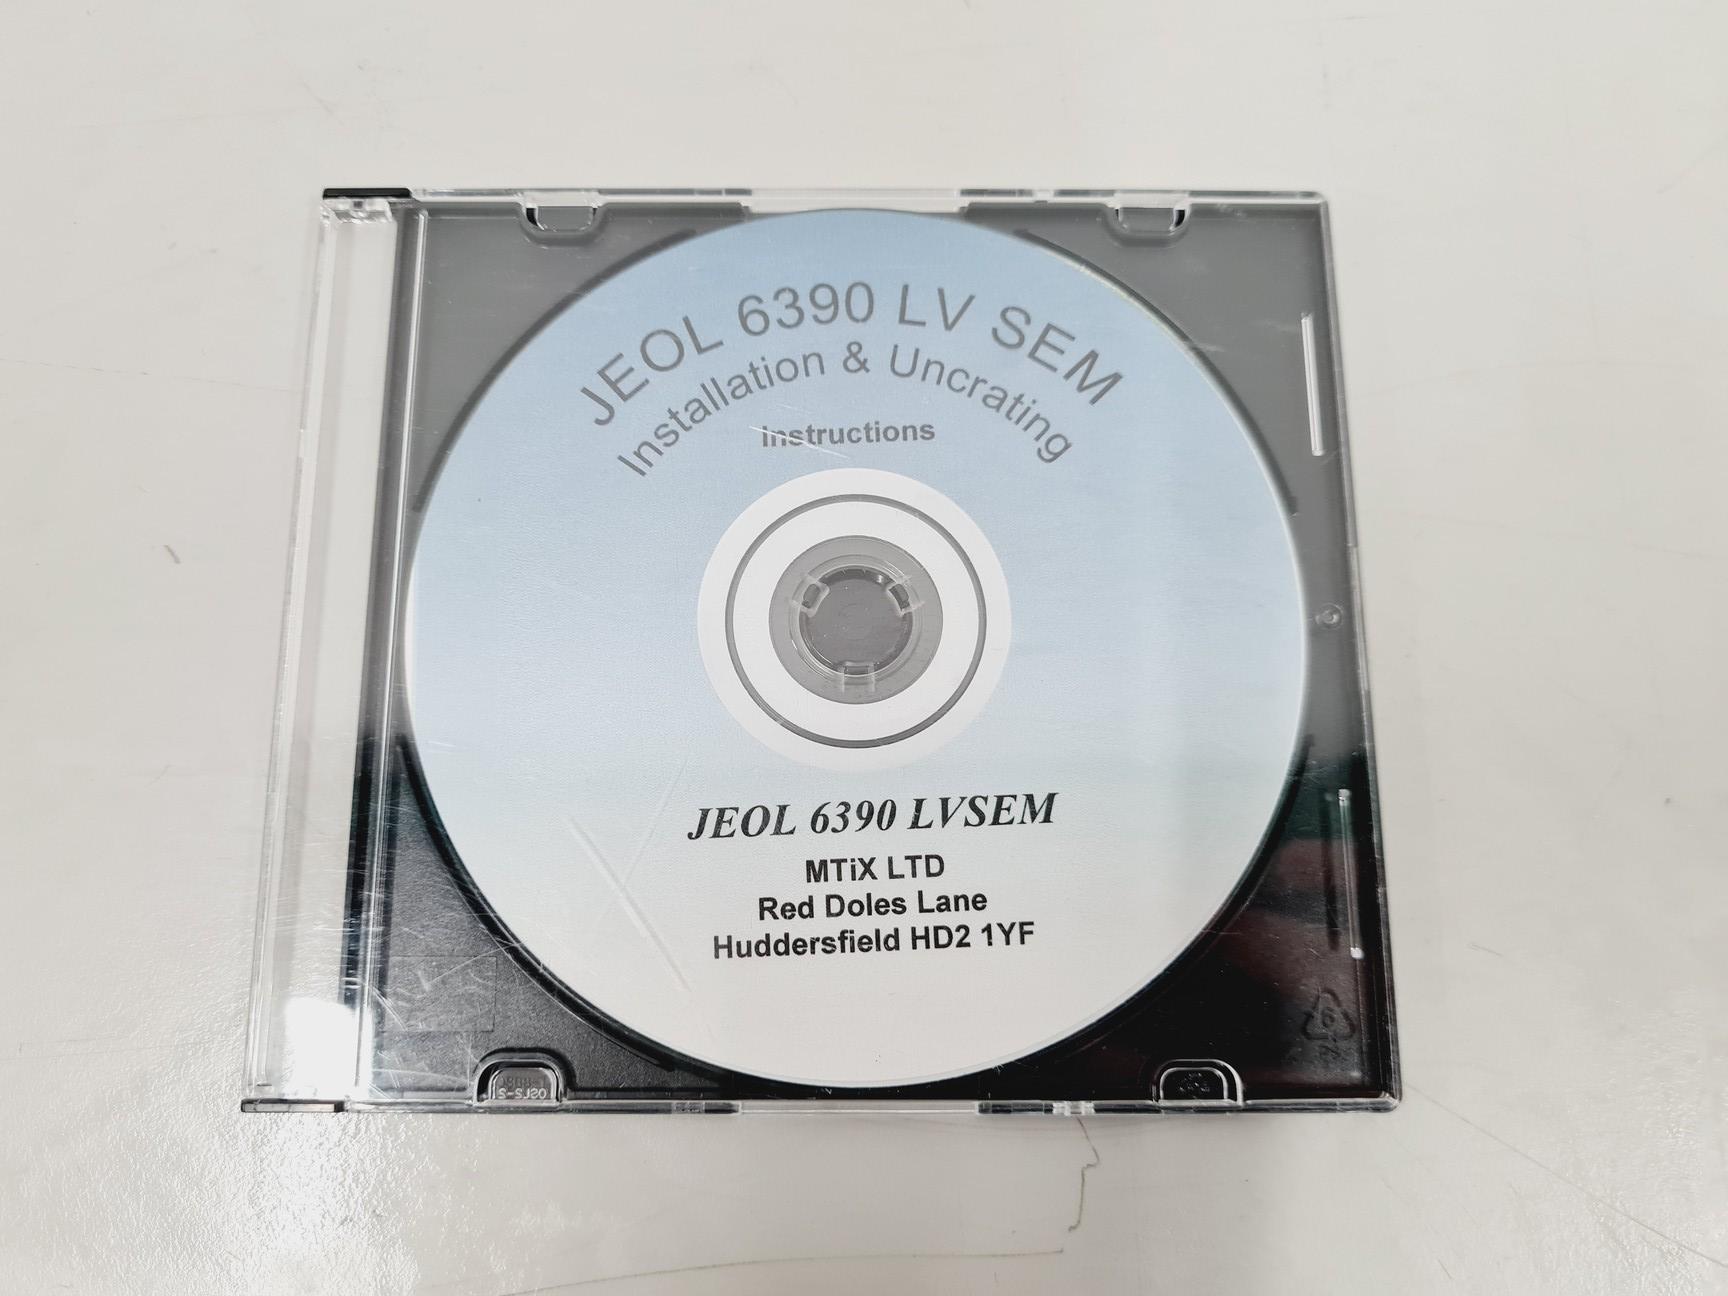 JEOL 6390 LV SEM
Installation & Uncrating
Instructions
JEOL 6390 LVSEM
MTiX LTD
Red Doles Lane
Huddersfield HD2 1YF